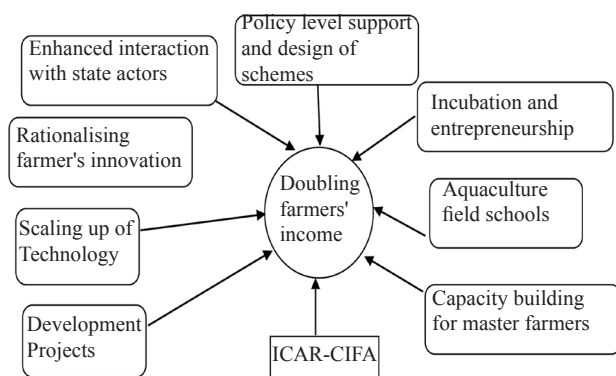 Policy level support
and design of
schemes
Enhanced interaction
with state actors
Incubation and
entrepreneurship
Rationalising
farmer's innovation
Doubling
farmers'
income
Aquaculture
field schools
Scaling up of
Technology
Capacity building
for master farmers
Development
Projects
ICAR-CIFA